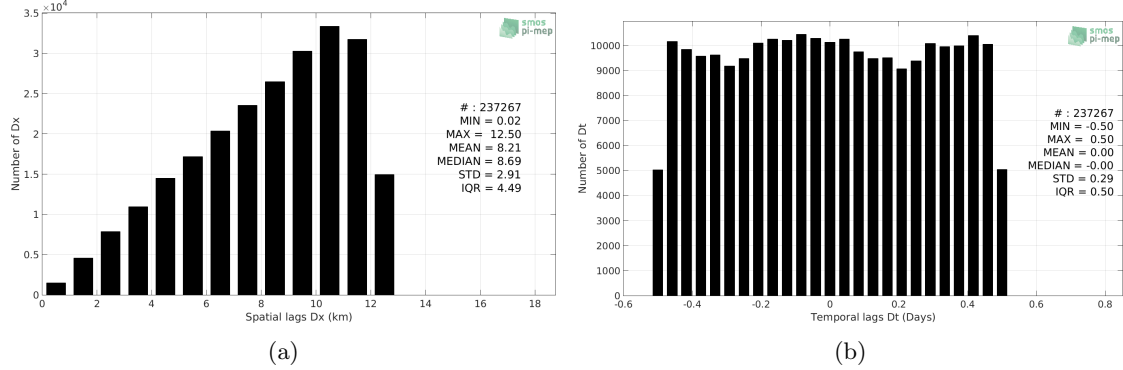 ×10⁴
3.5
3
2.5
2
1.5
1
0.5
0
Number of Dx
0 2 4 6 8 10 12 14 16 18
Spatial lags Dx (km)
smos
pi-mep
# : 237267
MIN = 0.02
MAX = 12.50
MEAN = 8.21
MEDIAN = 8.69
STD = 2.91
IQR = 4.49
(a)
10000
9000
8000
7000
6000
5000
4000
3000
2000
1000
0
Number of Dt
-0.6 -0.4 -0.2 0 0.2 0.4 0.6 0.8
Temporal lags Dt (Days)
smos
pi-mep
# : 237267
MIN = -0.50
MAX = 0.50
MEAN = 0.00
MEDIAN = -0.00
STD = 0.29
IQR = 0.50
(b)